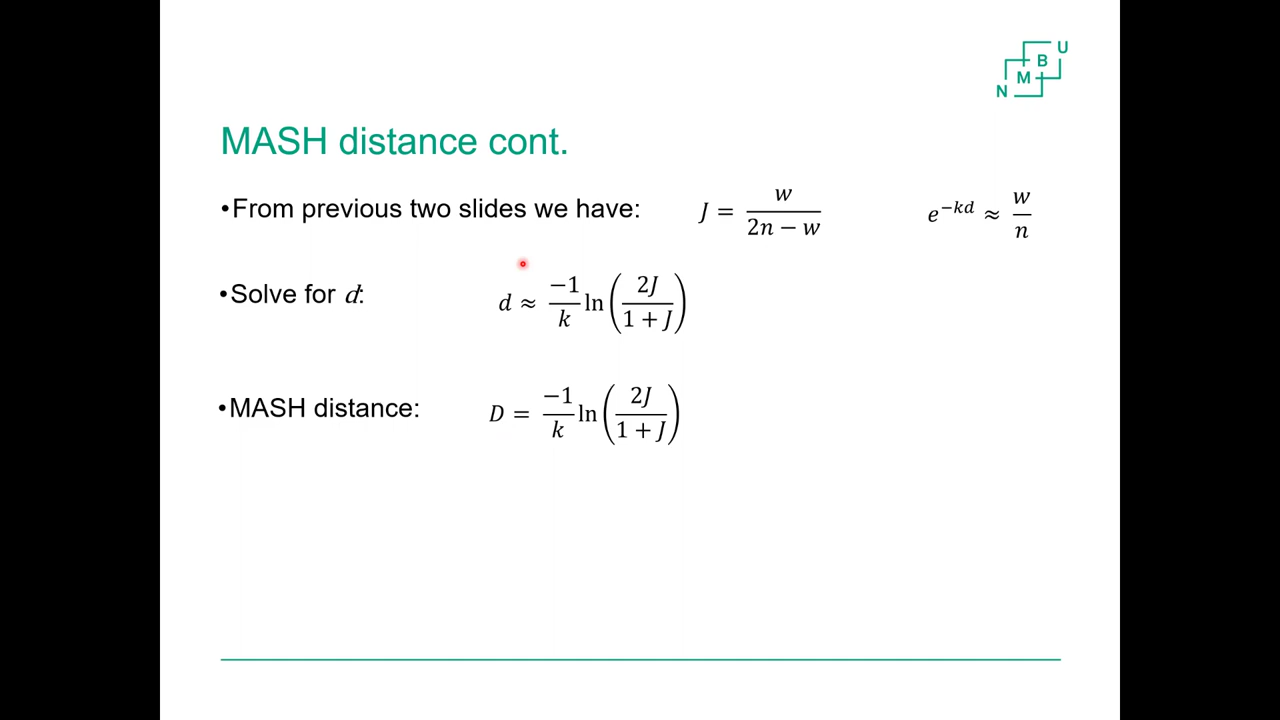 N M B U
MASH distance cont.
•From previous two slides we have: J = w / (2n − w) e^{−kd} ≈ w / n
•Solve for d: d ≈ −1/k ln(2J / (1 + J))
•MASH distance: D = −1/k ln(2J / (1 + J))